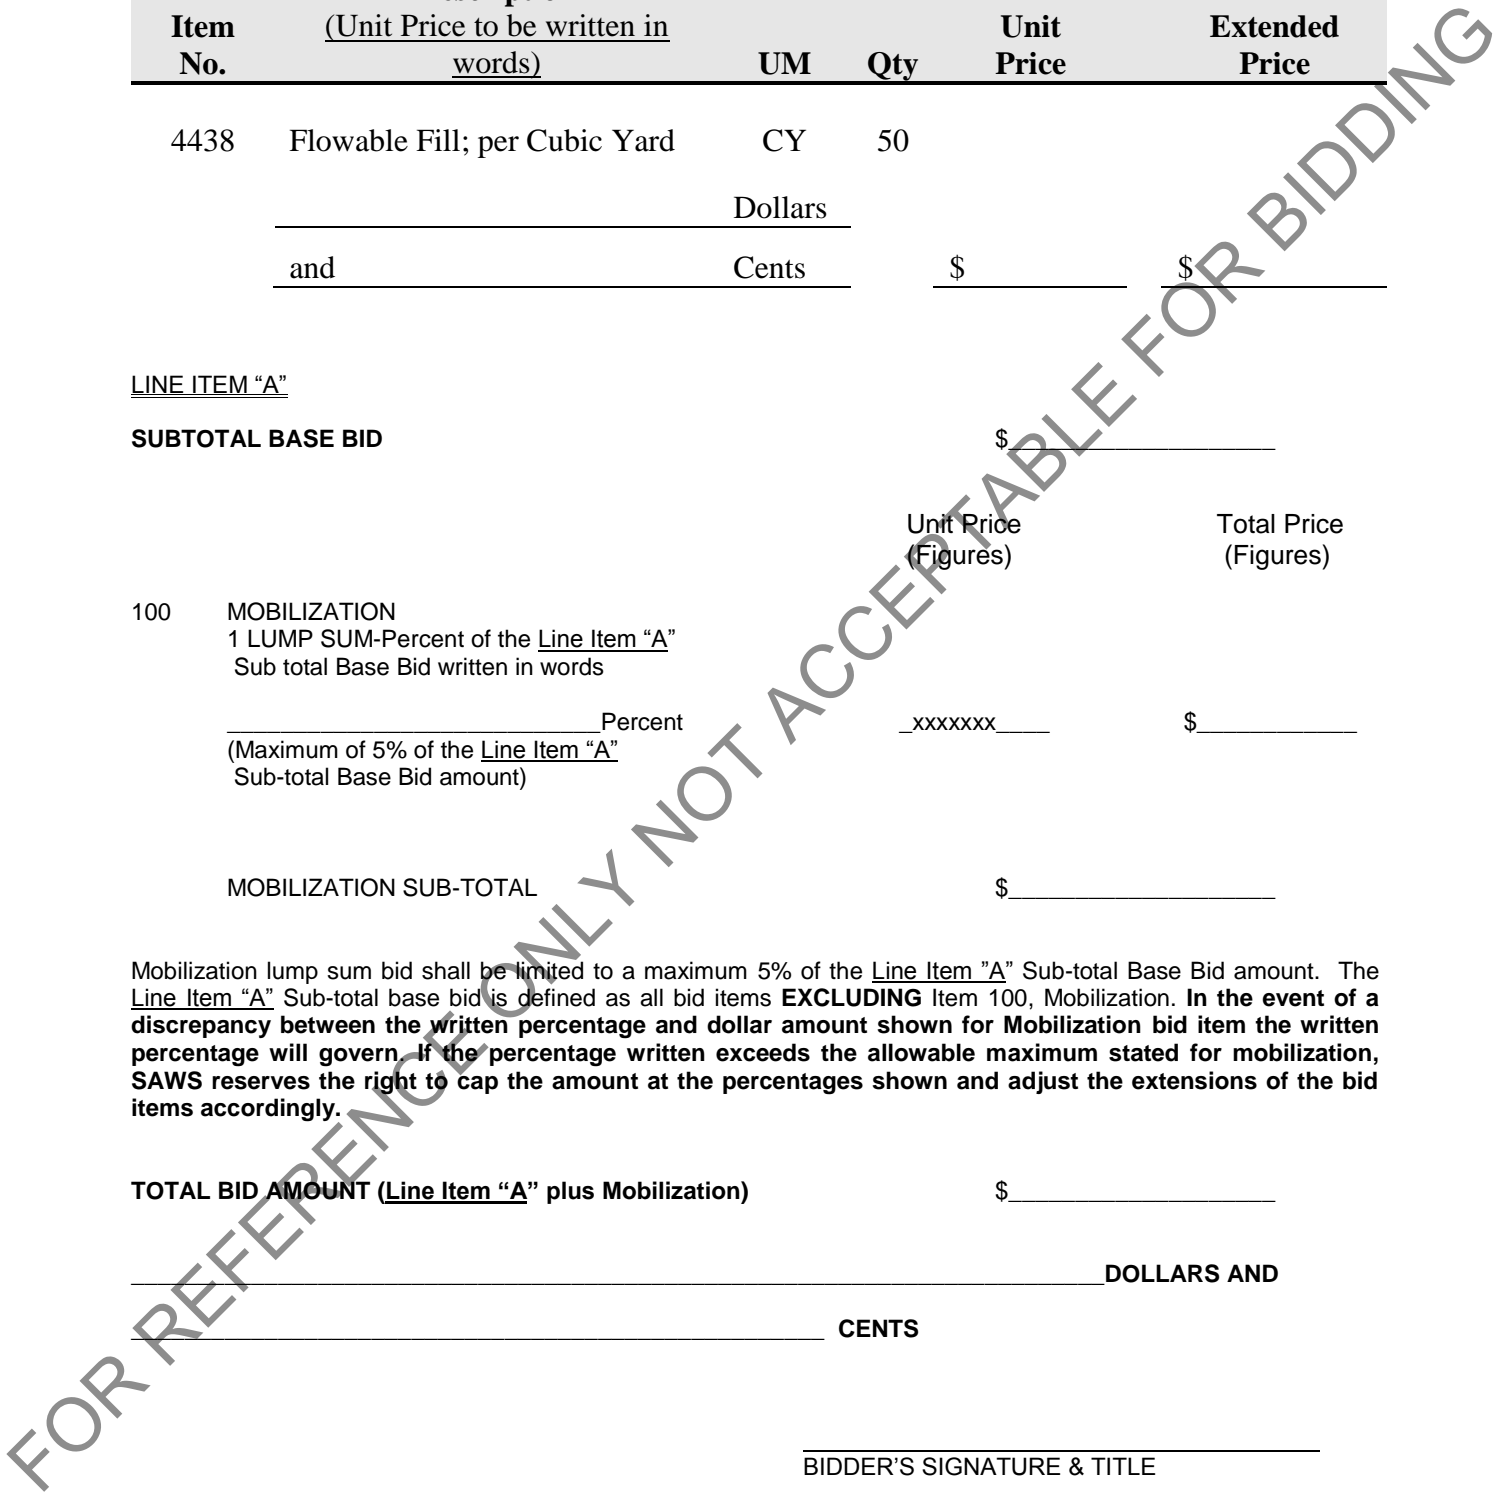 Item (Unit Price to be written in Unit Extended
No. words) UM Qty Price Price
4438 Flowable Fill; per Cubic Yard CY 50
Dollars
and Cents $ $
LINE ITEM “A”
SUBTOTAL BASE BID $____________________
Unit Price Total Price
(Figures) (Figures)
100 MOBILIZATION
1 LUMP SUM-Percent of the Line Item “A”
Sub total Base Bid written in words
____________________________Percent _xxxxxxx____ $____________
(Maximum of 5% of the Line Item “A”
Sub-total Base Bid amount)
MOBILIZATION SUB-TOTAL $____________________
Mobilization lump sum bid shall be limited to a maximum 5% of the Line Item ”A” Sub-total Base Bid amount. The
Line Item “A” Sub-total base bid is defined as all bid items EXCLUDING Item 100, Mobilization. In the event of a
discrepancy between the written percentage and dollar amount shown for Mobilization bid item the written
percentage will govern. If the percentage written exceeds the allowable maximum stated for mobilization,
SAWS reserves the right to cap the amount at the percentages shown and adjust the extensions of the bid
items accordingly.
TOTAL BID AMOUNT (Line Item “A” plus Mobilization) $____________________
_________________________________________________________________________DOLLARS AND
____________________________________________________ CENTS
BIDDER’S SIGNATURE & TITLE
FOR REFERENCE ONLY NOT ACCEPTABLE FOR BIDDING